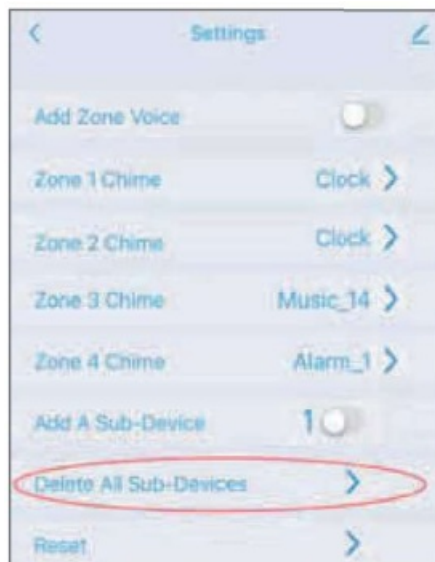 Settings
Add Zone Voice
Zone 1 Chime Clock
Zone 2 Chime Clock
Zone 3 Chime Music_14
Zone 4 Chime Alarm_1
Add A Sub-Device 1
Delete All Sub-Devices
Reset